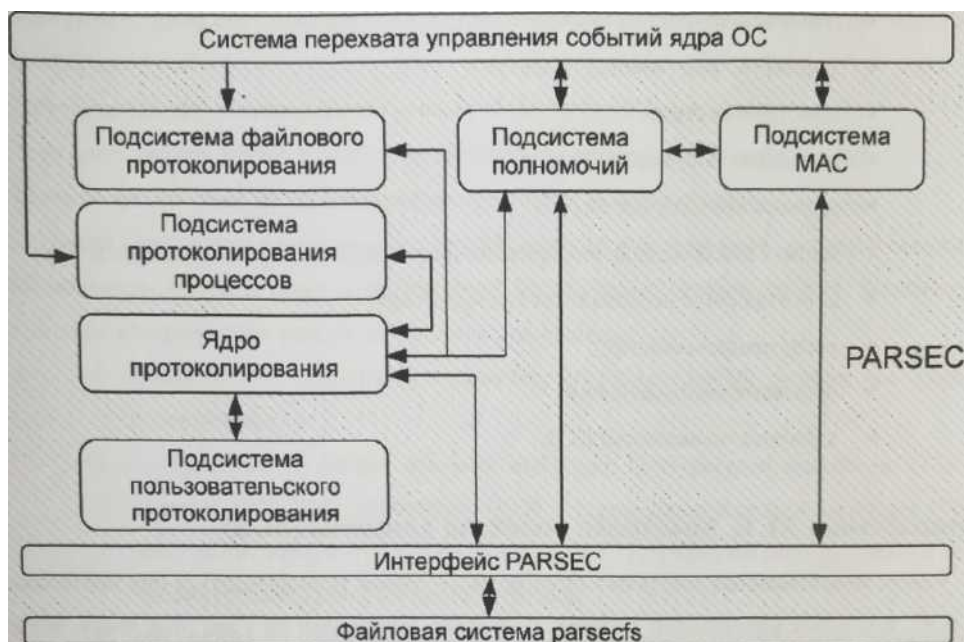 Система перехвата управления событий ядра ОС
Подсистема файлового
протоколирования
Подсистема
полномочий
Подсистема
МАС
Подсистема
протоколирования
процессов
Ядро
протоколирования
PARSEC
Подсистема
пользовательского
протоколирования
Интерфейс PARSEC
Файловая система parsecfs